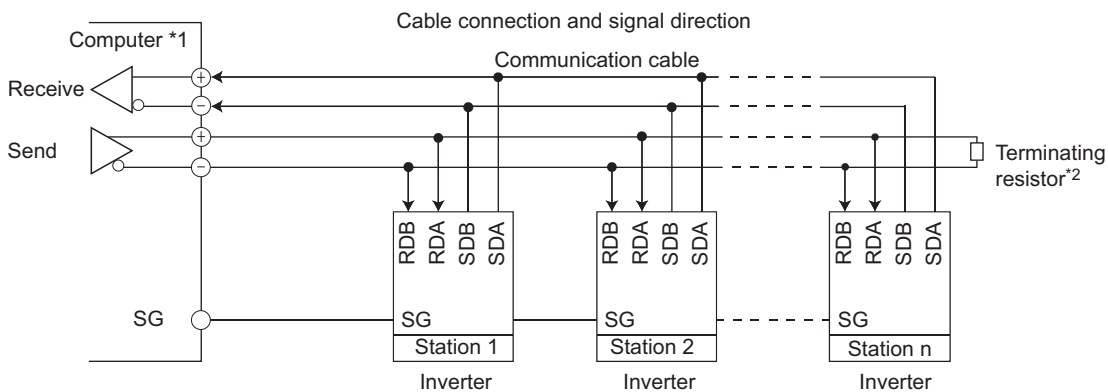 Cable connection and signal direction
Computer *1
Communication cable
Receive
+
−
Send
+
−
Terminating
resistor*2
RDB
RDA
SDB
SDA
RDB
RDA
SDB
SDA
RDB
RDA
SDB
SDA
SG
SG
SG
SG
Station 1
Station 2
Station n
Inverter
Inverter
Inverter